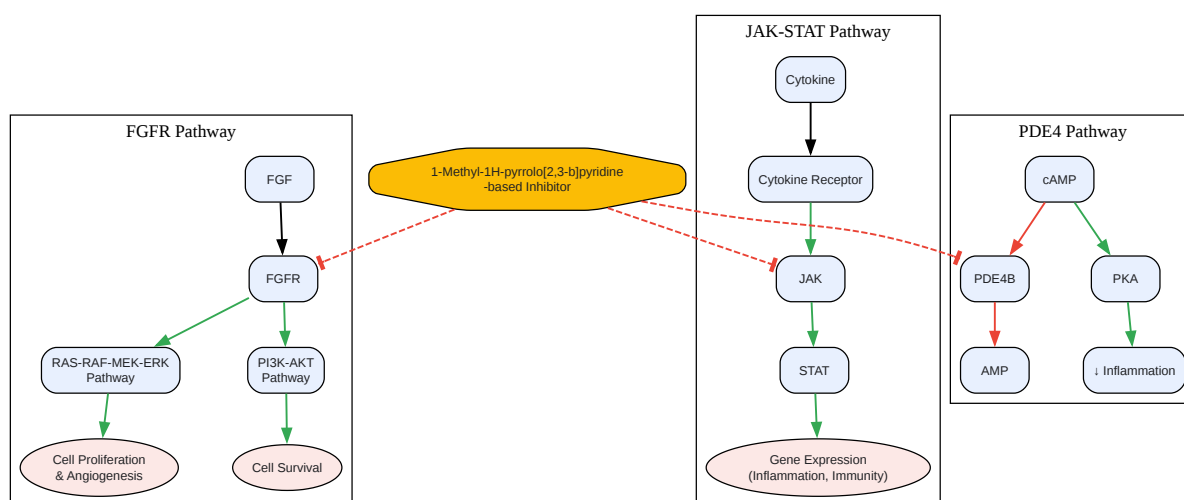 JAK-STAT Pathway
Cytokine
FGFR Pathway
PDE4 Pathway
FGF
1-Methyl-1H-pyrrolo[2,3-b]pyridine
-based Inhibitor
Cytokine Receptor
cAMP
FGFR
JAK
PDE4B
PKA
RAS-RAF-MEK-ERK
Pathway
PI3K-AKT
Pathway
STAT
AMP
↓ Inflammation
Cell Proliferation
& Angiogenesis
Cell Survival
Gene Expression
(Inflammation, Immunity)